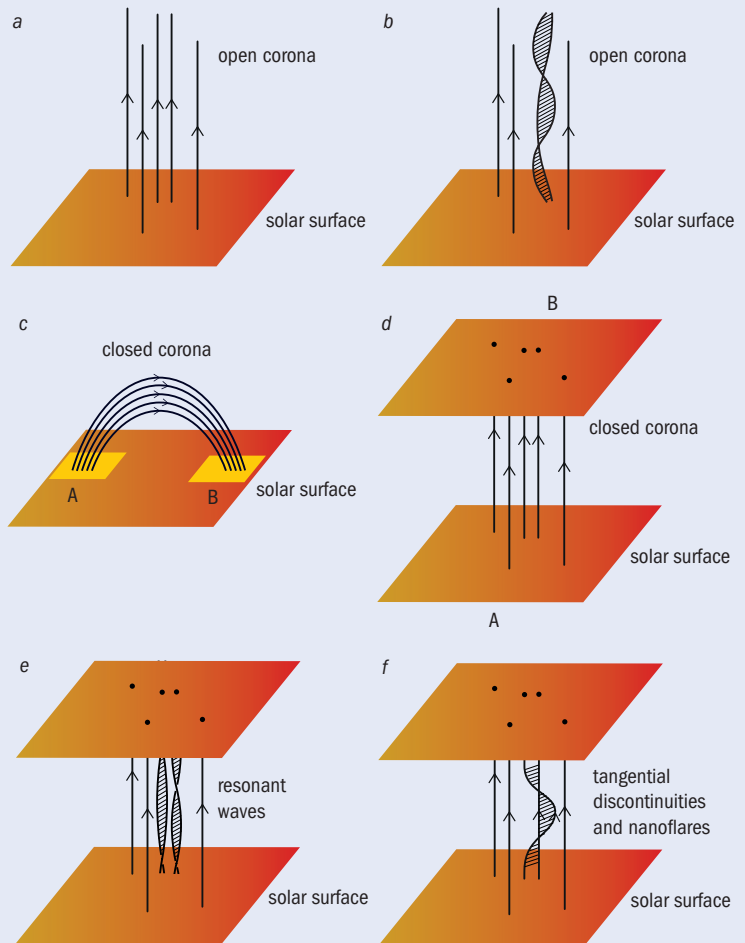 a
open corona
solar surface
b
open corona
solar surface
c
closed corona
A
B
solar surface
d
B
closed corona
solar surface
A
e
resonant
waves
solar surface
f
tangential
discontinuities
and nanoflares
solar surface